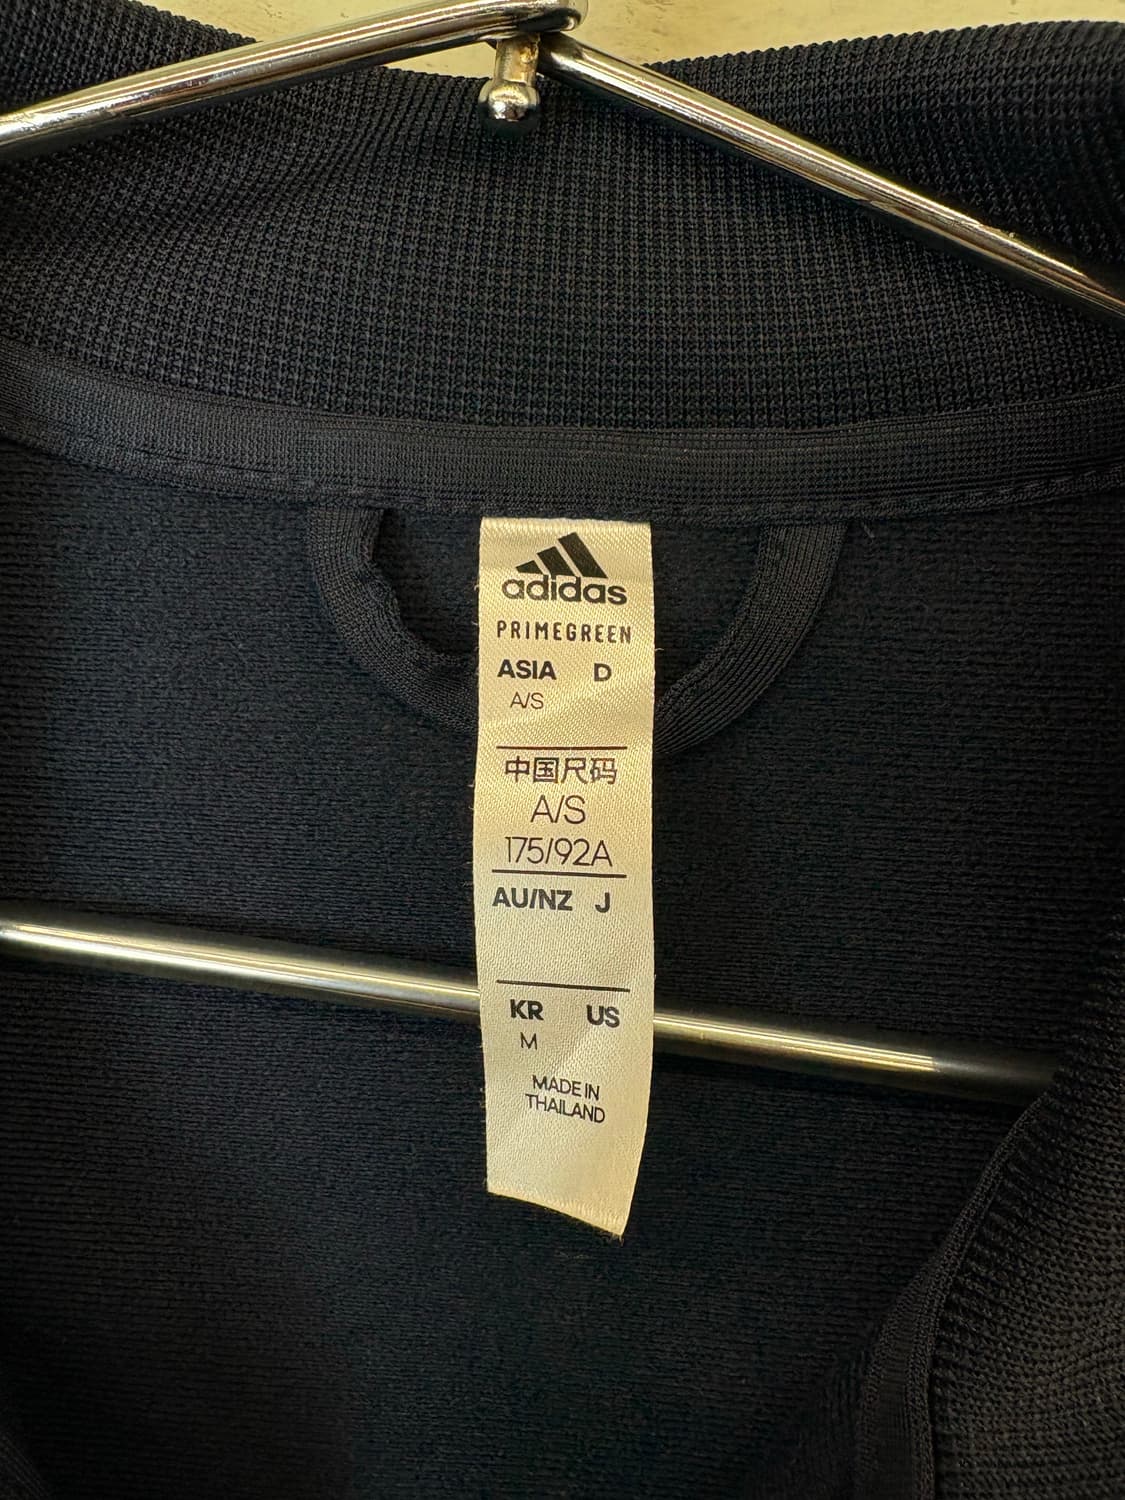 adidas
PRIMEGREEN
ASIA D
A/S
中国尺码
A/S
175/92A
AU/NZ J
KR US
M
MADE IN
THAILAND